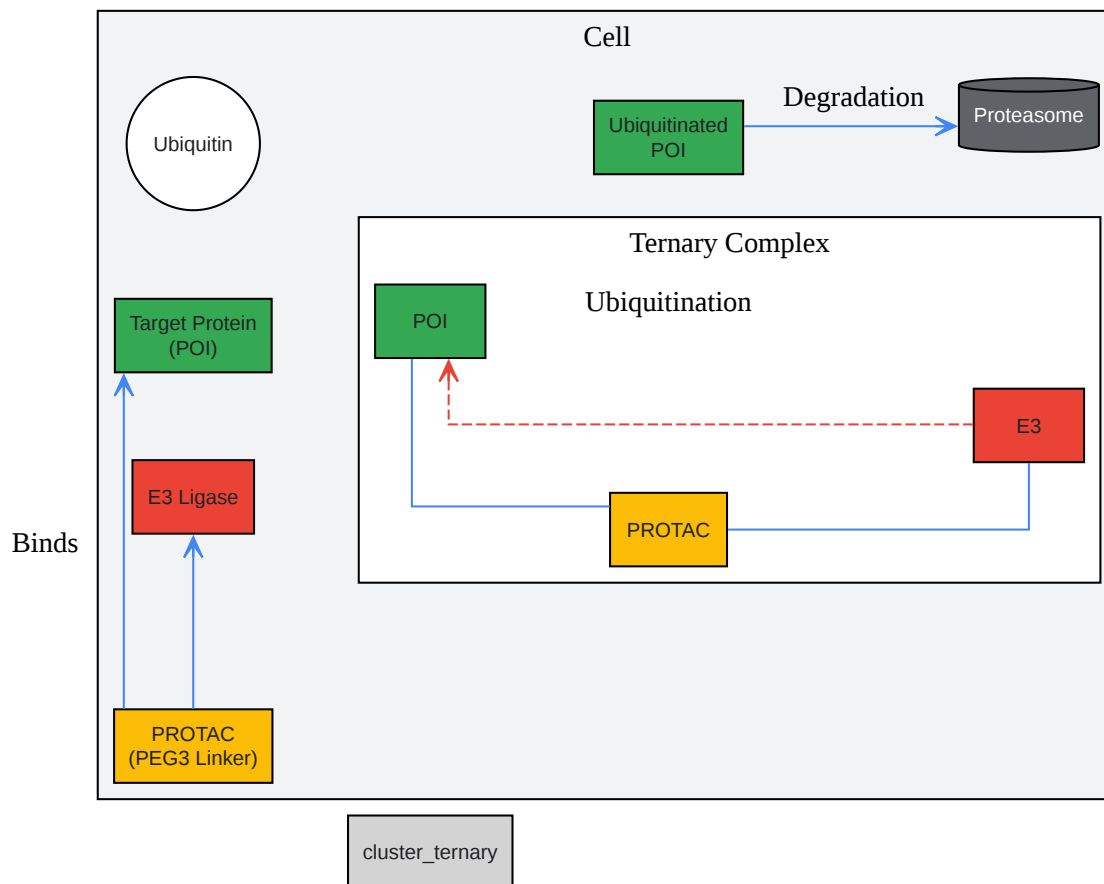 Cell
Degradation
Ubiquitinated
POI
Proteasome
Ubiquitin
Ternary Complex
Ubiquitination
POI
Target Protein
(POI)
E3
E3 Ligase
PROTAC
Binds
PROTAC
(PEG3 Linker)
cluster_ternary